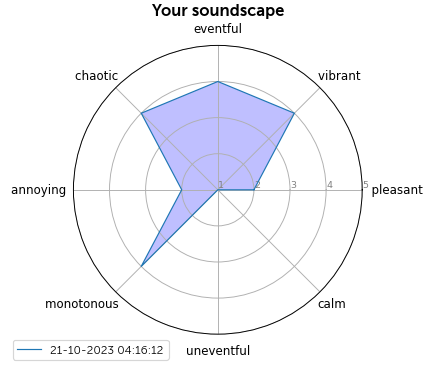 Your soundscape
eventful
chaotic
vibrant
annoying
1
2
3
4
5
pleasant
monotonous
calm
uneventful
21-10-2023 04:16:12